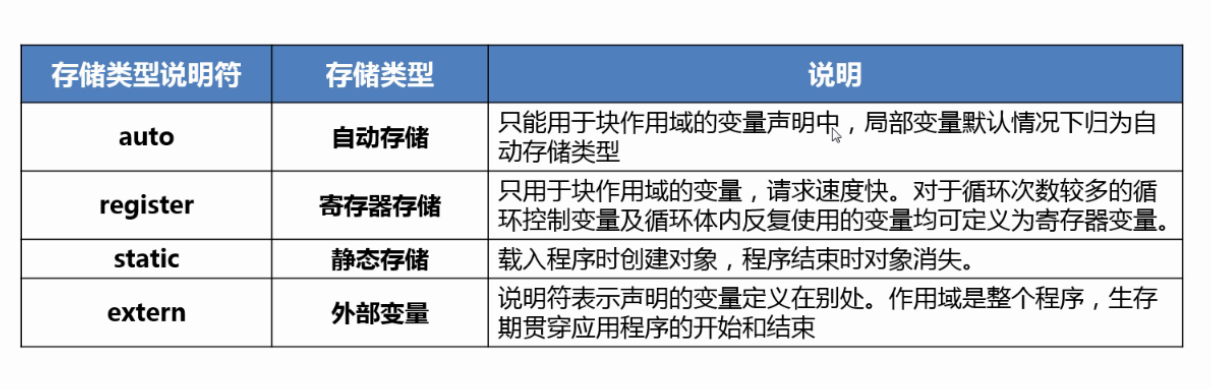 存储类型说明符 存储类型 说明
auto 自动存储 只能用于块作用域的变量声明中，局部变量默认情况下归为自
动存储类型
register 寄存器存储 只用于块作用域的变量，请求速度快。对于循环次数较多的循
环控制变量及循环体内反复使用的变量均可定义为寄存器变量。
static 静态存储 载入程序时创建对象，程序结束时对象消失。
extern 外部变量 说明符表示声明的变量定义在别处。作用域是整个程序，生存
期贯穿应用程序的开始和结束